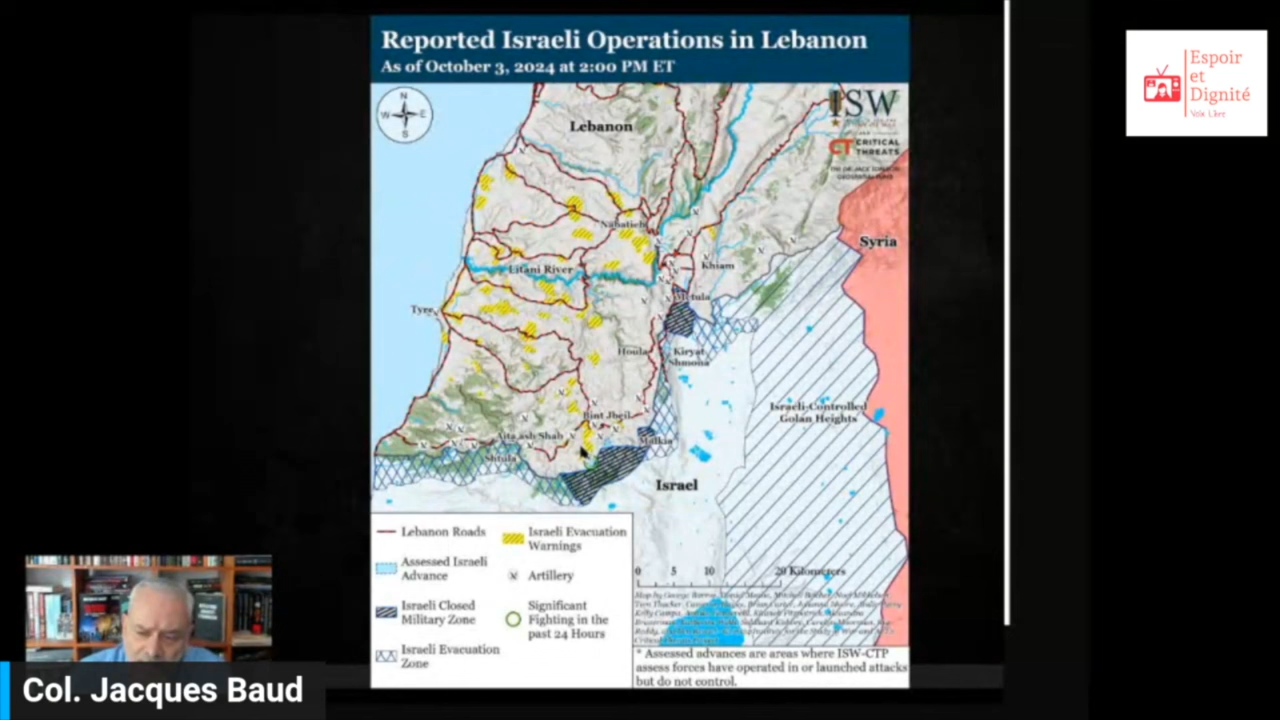 Reported Israeli Operations in Lebanon
As of October 3, 2024 at 2:00 PM ET
N
W
E
S
ISW
CT CRITICAL
THREATS
Lebanon
Nabatieh
Syria
Litani River
Khiam
Metula
Tyre
Houla
Kiryat
Shmona
Israeli-Controlled
Golan Heights
Bint Jbeil
Aita ash Shab
Malkia
Shtula
Israel
0 5 10 20 Kilometers
Lebanon Roads
Assessed Israeli
Advance
Israeli Closed
Military Zone
Israeli Evacuation
Zone
Israeli Evacuation
Warnings
Artillery
Significant
Fighting in the
past 24 Hours
* Assessed advances are areas where ISW-CTP
assess forces have operated in or launched attacks
but do not control.
Espoir
et
Dignité
Col. Jacques Baud